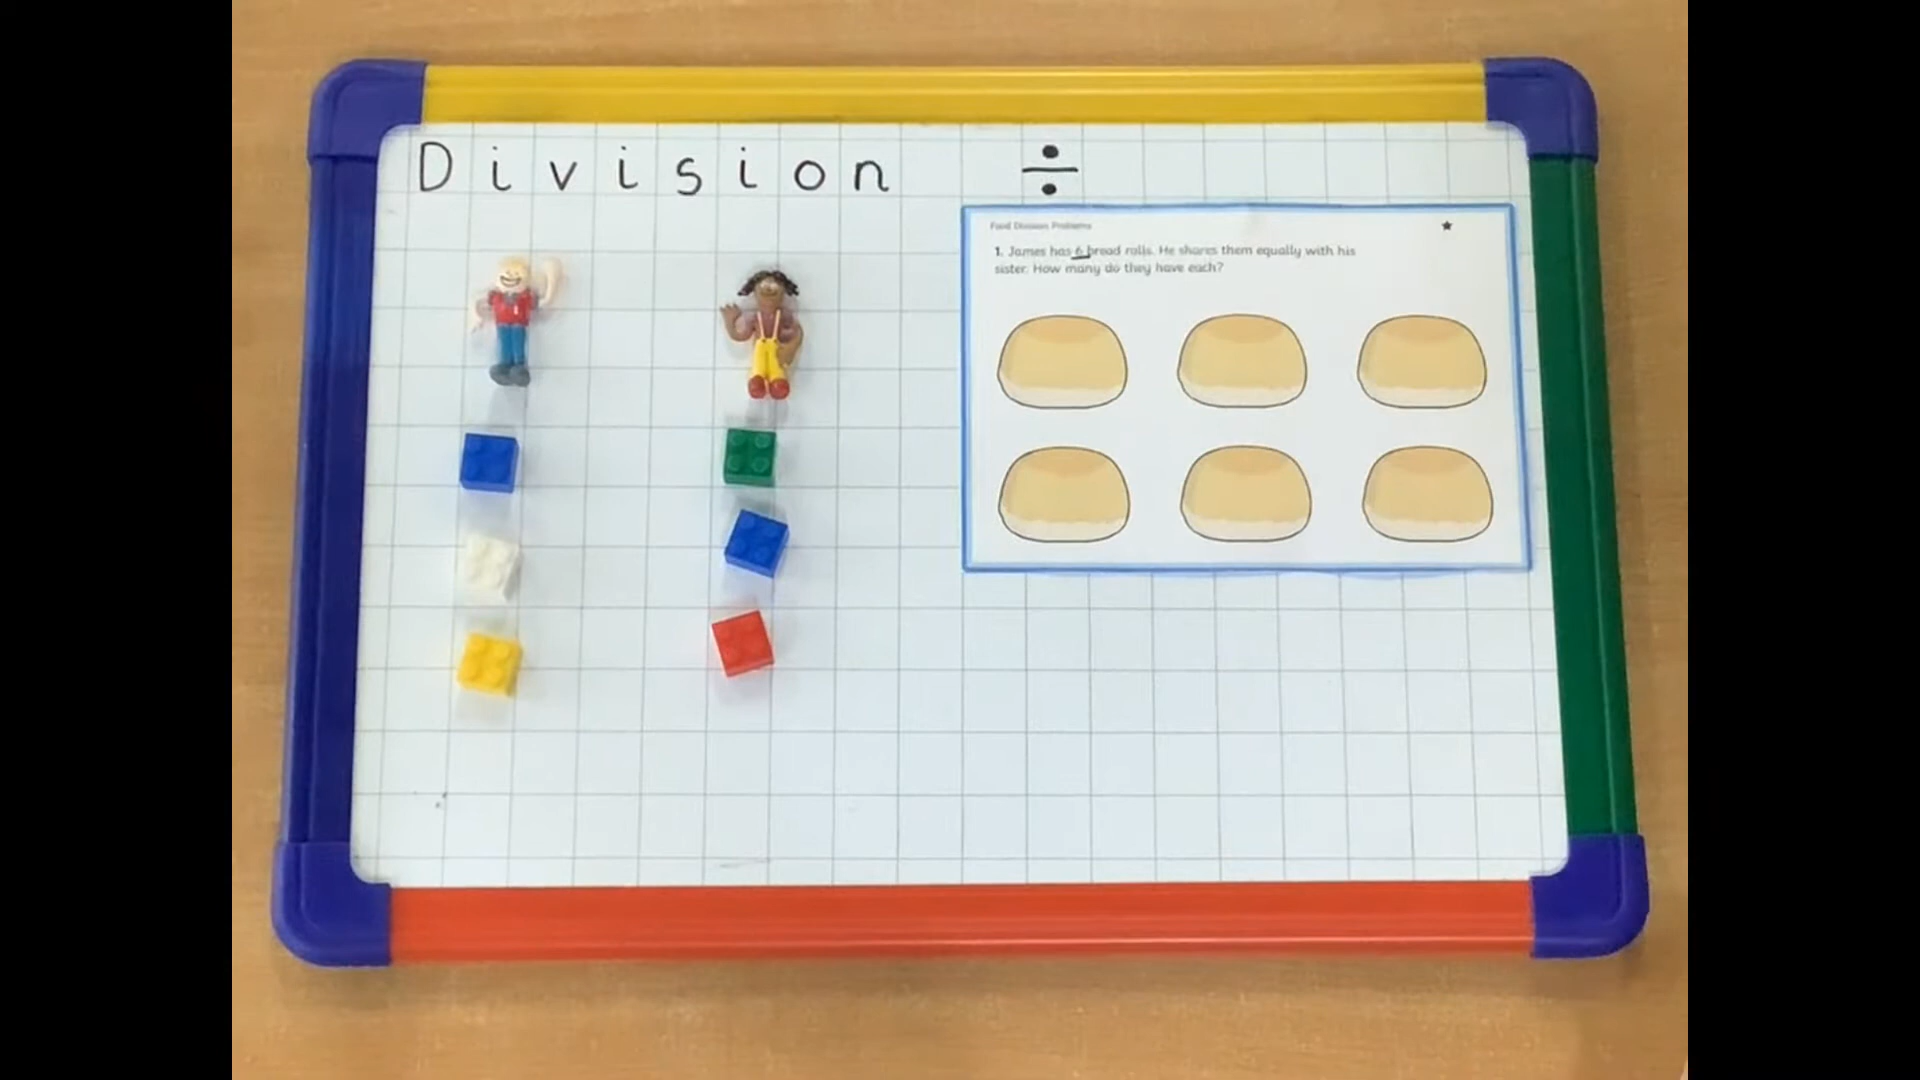 Division ÷
Food Division Problems
1. James has 6 bread rolls. He shares them equally with his
sister. How many do they have each?